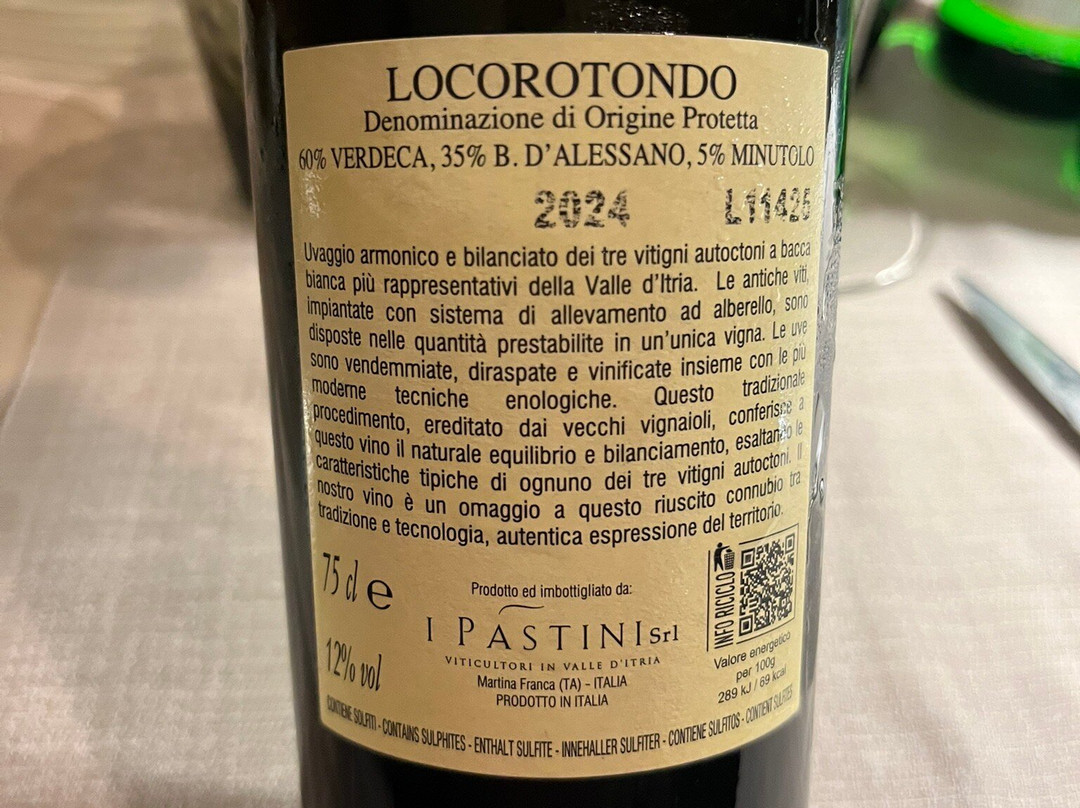 LOCOROTONDO
Denominazione di Origine Protetta
60% VERDECA, 35% B. D'ALESSANO, 5% MINUTOLO
2024 L11425
Uvaggio armonico e bilanciato dei tre vitigni autoctoni a bacca
bianca più rappresentativi della Valle d'Itria. Le antiche viti,
impiantate con sistema di allevamento ad alberello, sono
disposte nelle quantità prestabilite in un'unica vigna. Le uve
sono vendemmiate, diraspate e vinificate insieme con le più
moderne tecniche enologiche. Questo tradizionale
procedimento, ereditato dai vecchi vignaioli, conferisce a
questo vino il naturale equilibrio e bilanciamento, esaltando le
caratteristiche tipiche di ognuno dei tre vitigni autoctoni. Il
nostro vino è un omaggio a questo riuscito connubio tra
tradizione e tecnologia, autentica espressione del territorio.
75 cl e
12% vol
Prodotto ed imbottigliato da:
I PASTINI srl
VITICULTORI IN VALLE D'ITRIA
Martina Franca (TA) - ITALIA
PRODOTTO IN ITALIA
INFO RICICLO
Valore energetico
per 100g
289 kJ / 69 kcal
CONTIENE SOLFITI - CONTAINS SULPHITES - ENTHALT SULFITE - INNEHALLER SULFITER - CONTIENE SULFITOS - CONTIENT SULFITES